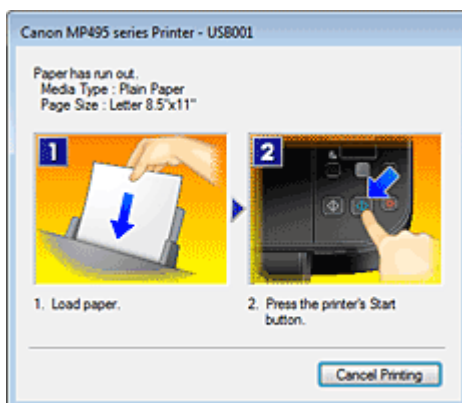 Canon MP495 series Printer - USB001
Paper has run out.
Media Type : Plain Paper
Page Size : Letter 8.5"x11"
1
2
1. Load paper.
2. Press the printer's Start
button.
Cancel Printing